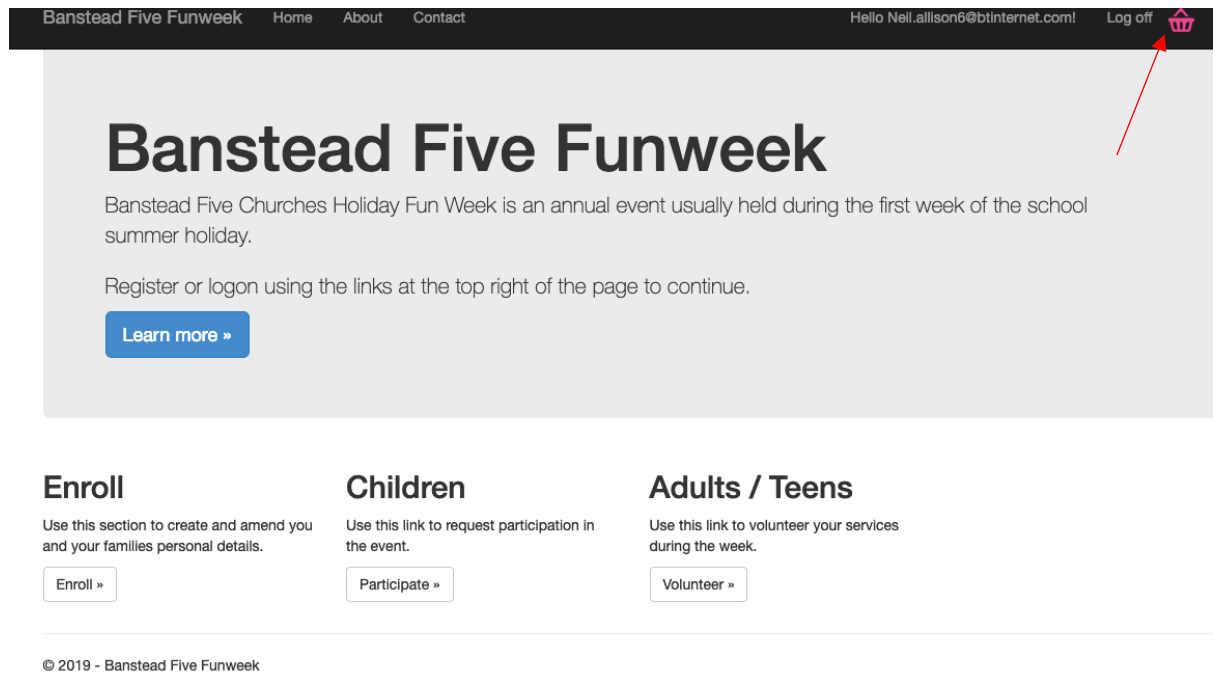 Banstead Five Funweek Home About Contact Hello Neil.allison6@btinternet.com! Log off
Banstead Five Funweek
Banstead Five Churches Holiday Fun Week is an annual event usually held during the first week of the school
summer holiday.
Register or logon using the links at the top right of the page to continue.
Learn more »
Enroll
Use this section to create and amend you
and your families personal details.
Enroll »
Children
Use this link to request participation in
the event.
Participate »
Adults / Teens
Use this link to volunteer your services
during the week.
Volunteer »
© 2019 - Banstead Five Funweek